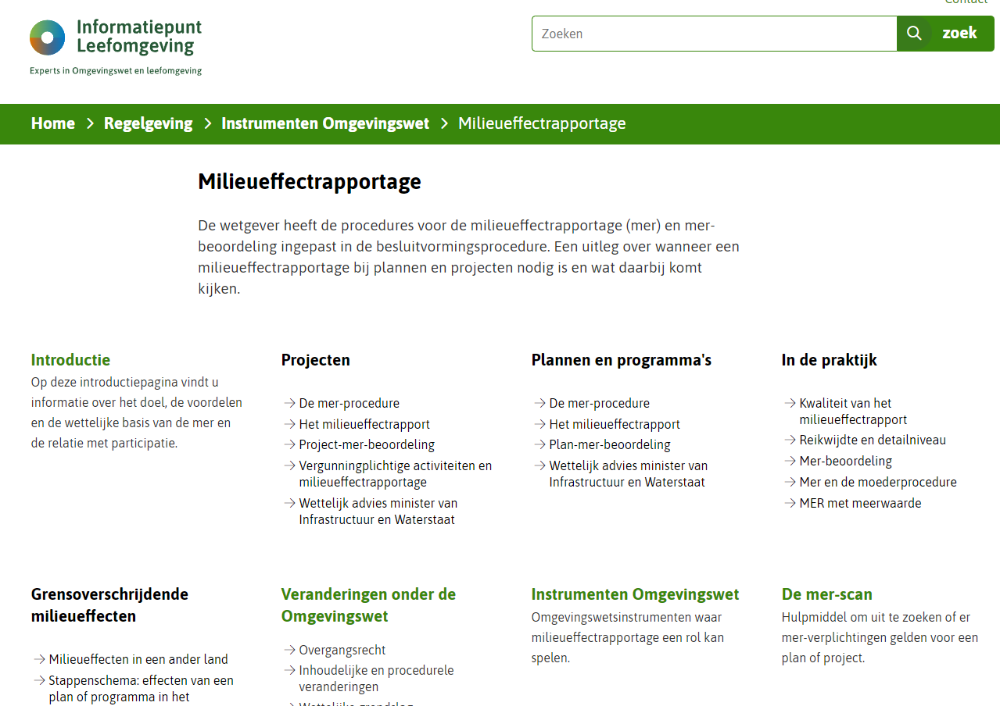 Contact
Informatiepunt
Leefomgeving
Experts in Omgevingswet en leefomgeving
Zoeken
zoek
Home > Regelgeving > Instrumenten Omgevingswet > Milieueffectrapportage
Milieueffectrapportage
De wetgever heeft de procedures voor de milieueffectrapportage (mer) en mer-
beoordeling ingepast in de besluitvormingsprocedure. Een uitleg over wanneer een
milieueffectrapportage bij plannen en projecten nodig is en wat daarbij komt
kijken.
Introductie
Op deze introductiepagina vindt u
informatie over het doel, de voordelen
en de wettelijke basis van de mer en
de relatie met participatie.
Projecten
→ De mer-procedure
→ Het milieueffectrapport
→ Project-mer-beoordeling
→ Vergunningplichtige activiteiten en
milieueffectrapportage
→ Wettelijk advies minister van
Infrastructuur en Waterstaat
Plannen en programma's
→ De mer-procedure
→ Het milieueffectrapport
→ Plan-mer-beoordeling
→ Wettelijk advies minister van
Infrastructuur en Waterstaat
In de praktijk
→ Kwaliteit van het
milieueffectrapport
→ Reikwijdte en detailniveau
→ Mer-beoordeling
→ Mer en de moederprocedure
→ MER met meerwaarde
Grensoverschrijdende
milieueffecten
→ Milieueffecten in een ander land
→ Stappenschema: effecten van een
plan of programma in het
Veranderingen onder de
Omgevingswet
→ Overgangsrecht
→ Inhoudelijke en procedurele
veranderingen
→ Wettelijke grondslag
Instrumenten Omgevingswet
Omgevingswetsinstrumenten waar
milieueffectrapportage een rol kan
spelen.
De mer-scan
Hulpmiddel om uit te zoeken of er
mer-verplichtingen gelden voor een
plan of project.